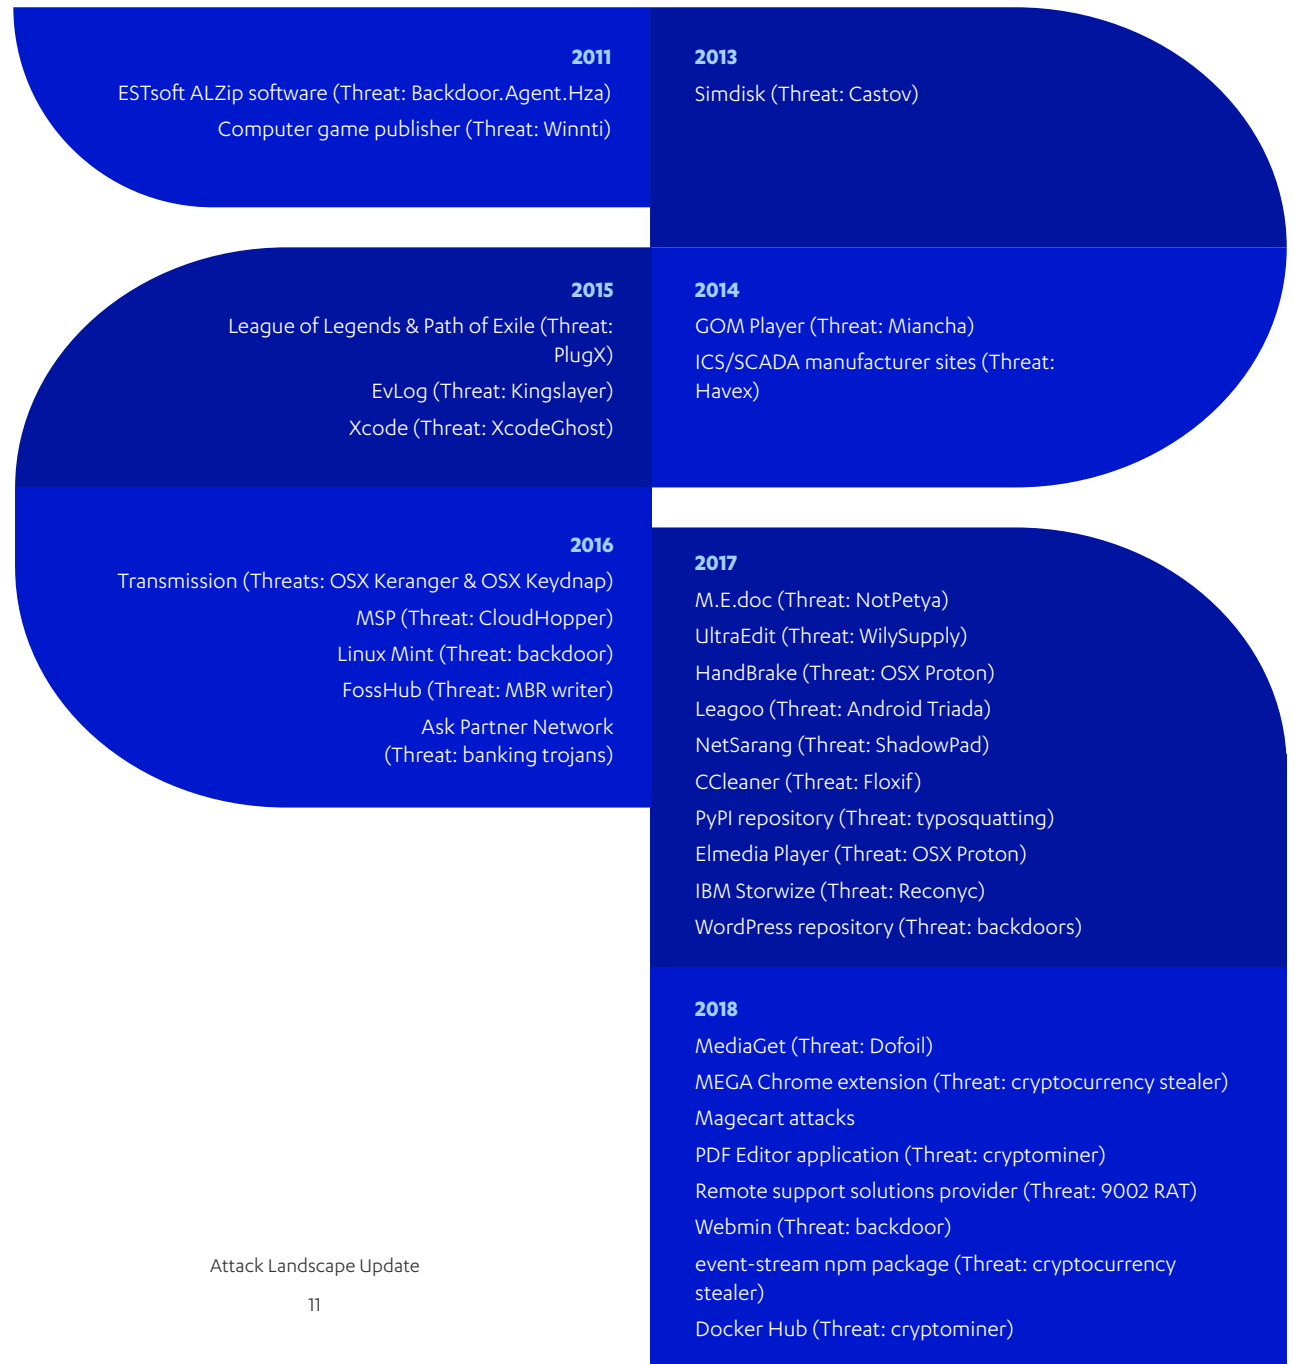 2011
ESTsoft ALZip software (Threat: Backdoor.Agent.Hza)
Computer game publisher (Threat: Winnti)
2013
Simdisk (Threat: Castov)
2014
GOM Player (Threat: Miancha)
ICS/SCADA manufacturer sites (Threat:
Havex)
2015
League of Legends & Path of Exile (Threat:
PlugX)
EvLog (Threat: Kingslayer)
Xcode (Threat: XcodeGhost)
2016
Transmission (Threats: OSX Keranger & OSX Keydnap)
MSP (Threat: CloudHopper)
Linux Mint (Threat: backdoor)
FossHub (Threat: MBR writer)
Ask Partner Network
(Threat: banking trojans)
2017
M.E.doc (Threat: NotPetya)
UltraEdit (Threat: WilySupply)
HandBrake (Threat: OSX Proton)
Leagoo (Threat: Android Triada)
NetSarang (Threat: ShadowPad)
CCleaner (Threat: Floxif)
PyPI repository (Threat: typosquatting)
Elmedia Player (Threat: OSX Proton)
IBM Storwize (Threat: Reconyc)
WordPress repository (Threat: backdoors)
2018
MediaGet (Threat: Dofoil)
MEGA Chrome extension (Threat: cryptocurrency stealer)
Magecart attacks
PDF Editor application (Threat: cryptominer)
Remote support solutions provider (Threat: 9002 RAT)
Webmin (Threat: backdoor)
event-stream npm package (Threat: cryptocurrency
stealer)
Docker Hub (Threat: cryptominer)
Attack Landscape Update
11